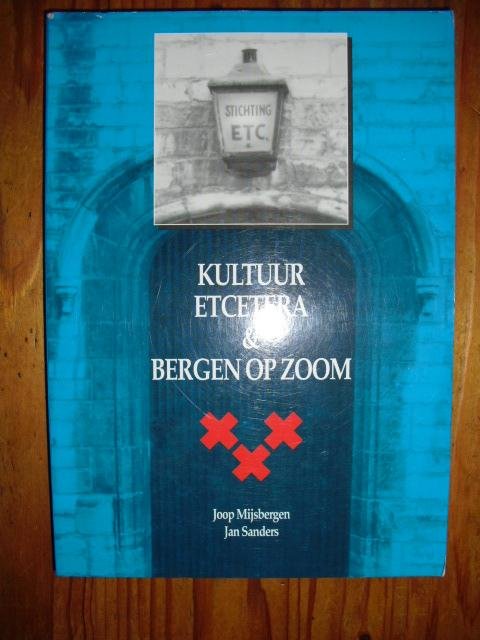 STICHTING
ETC.
KULTUUR
ETCETERA
&
BERGEN OP ZOOM
Joop Mijsbergen
Jan Sanders